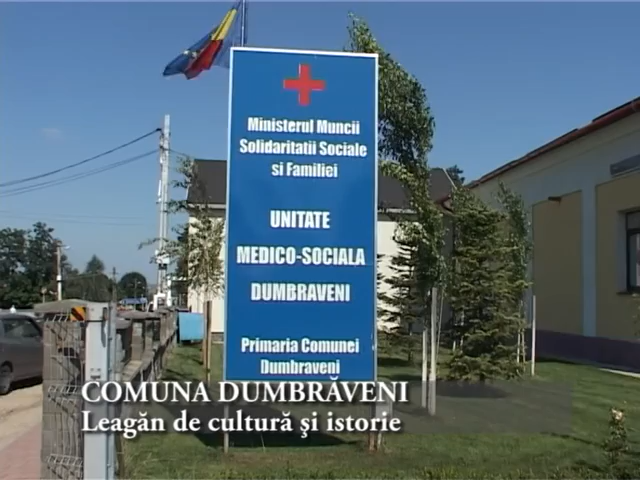 Ministerul Muncii
Solidaritatii Sociale
si Familiei
UNITATE
MEDICO-SOCIALA
DUMBRAVENI
Primaria Comunei
Dumbraveni
COMUNA DUMBRĂVENI
Leagăn de cultură şi istorie